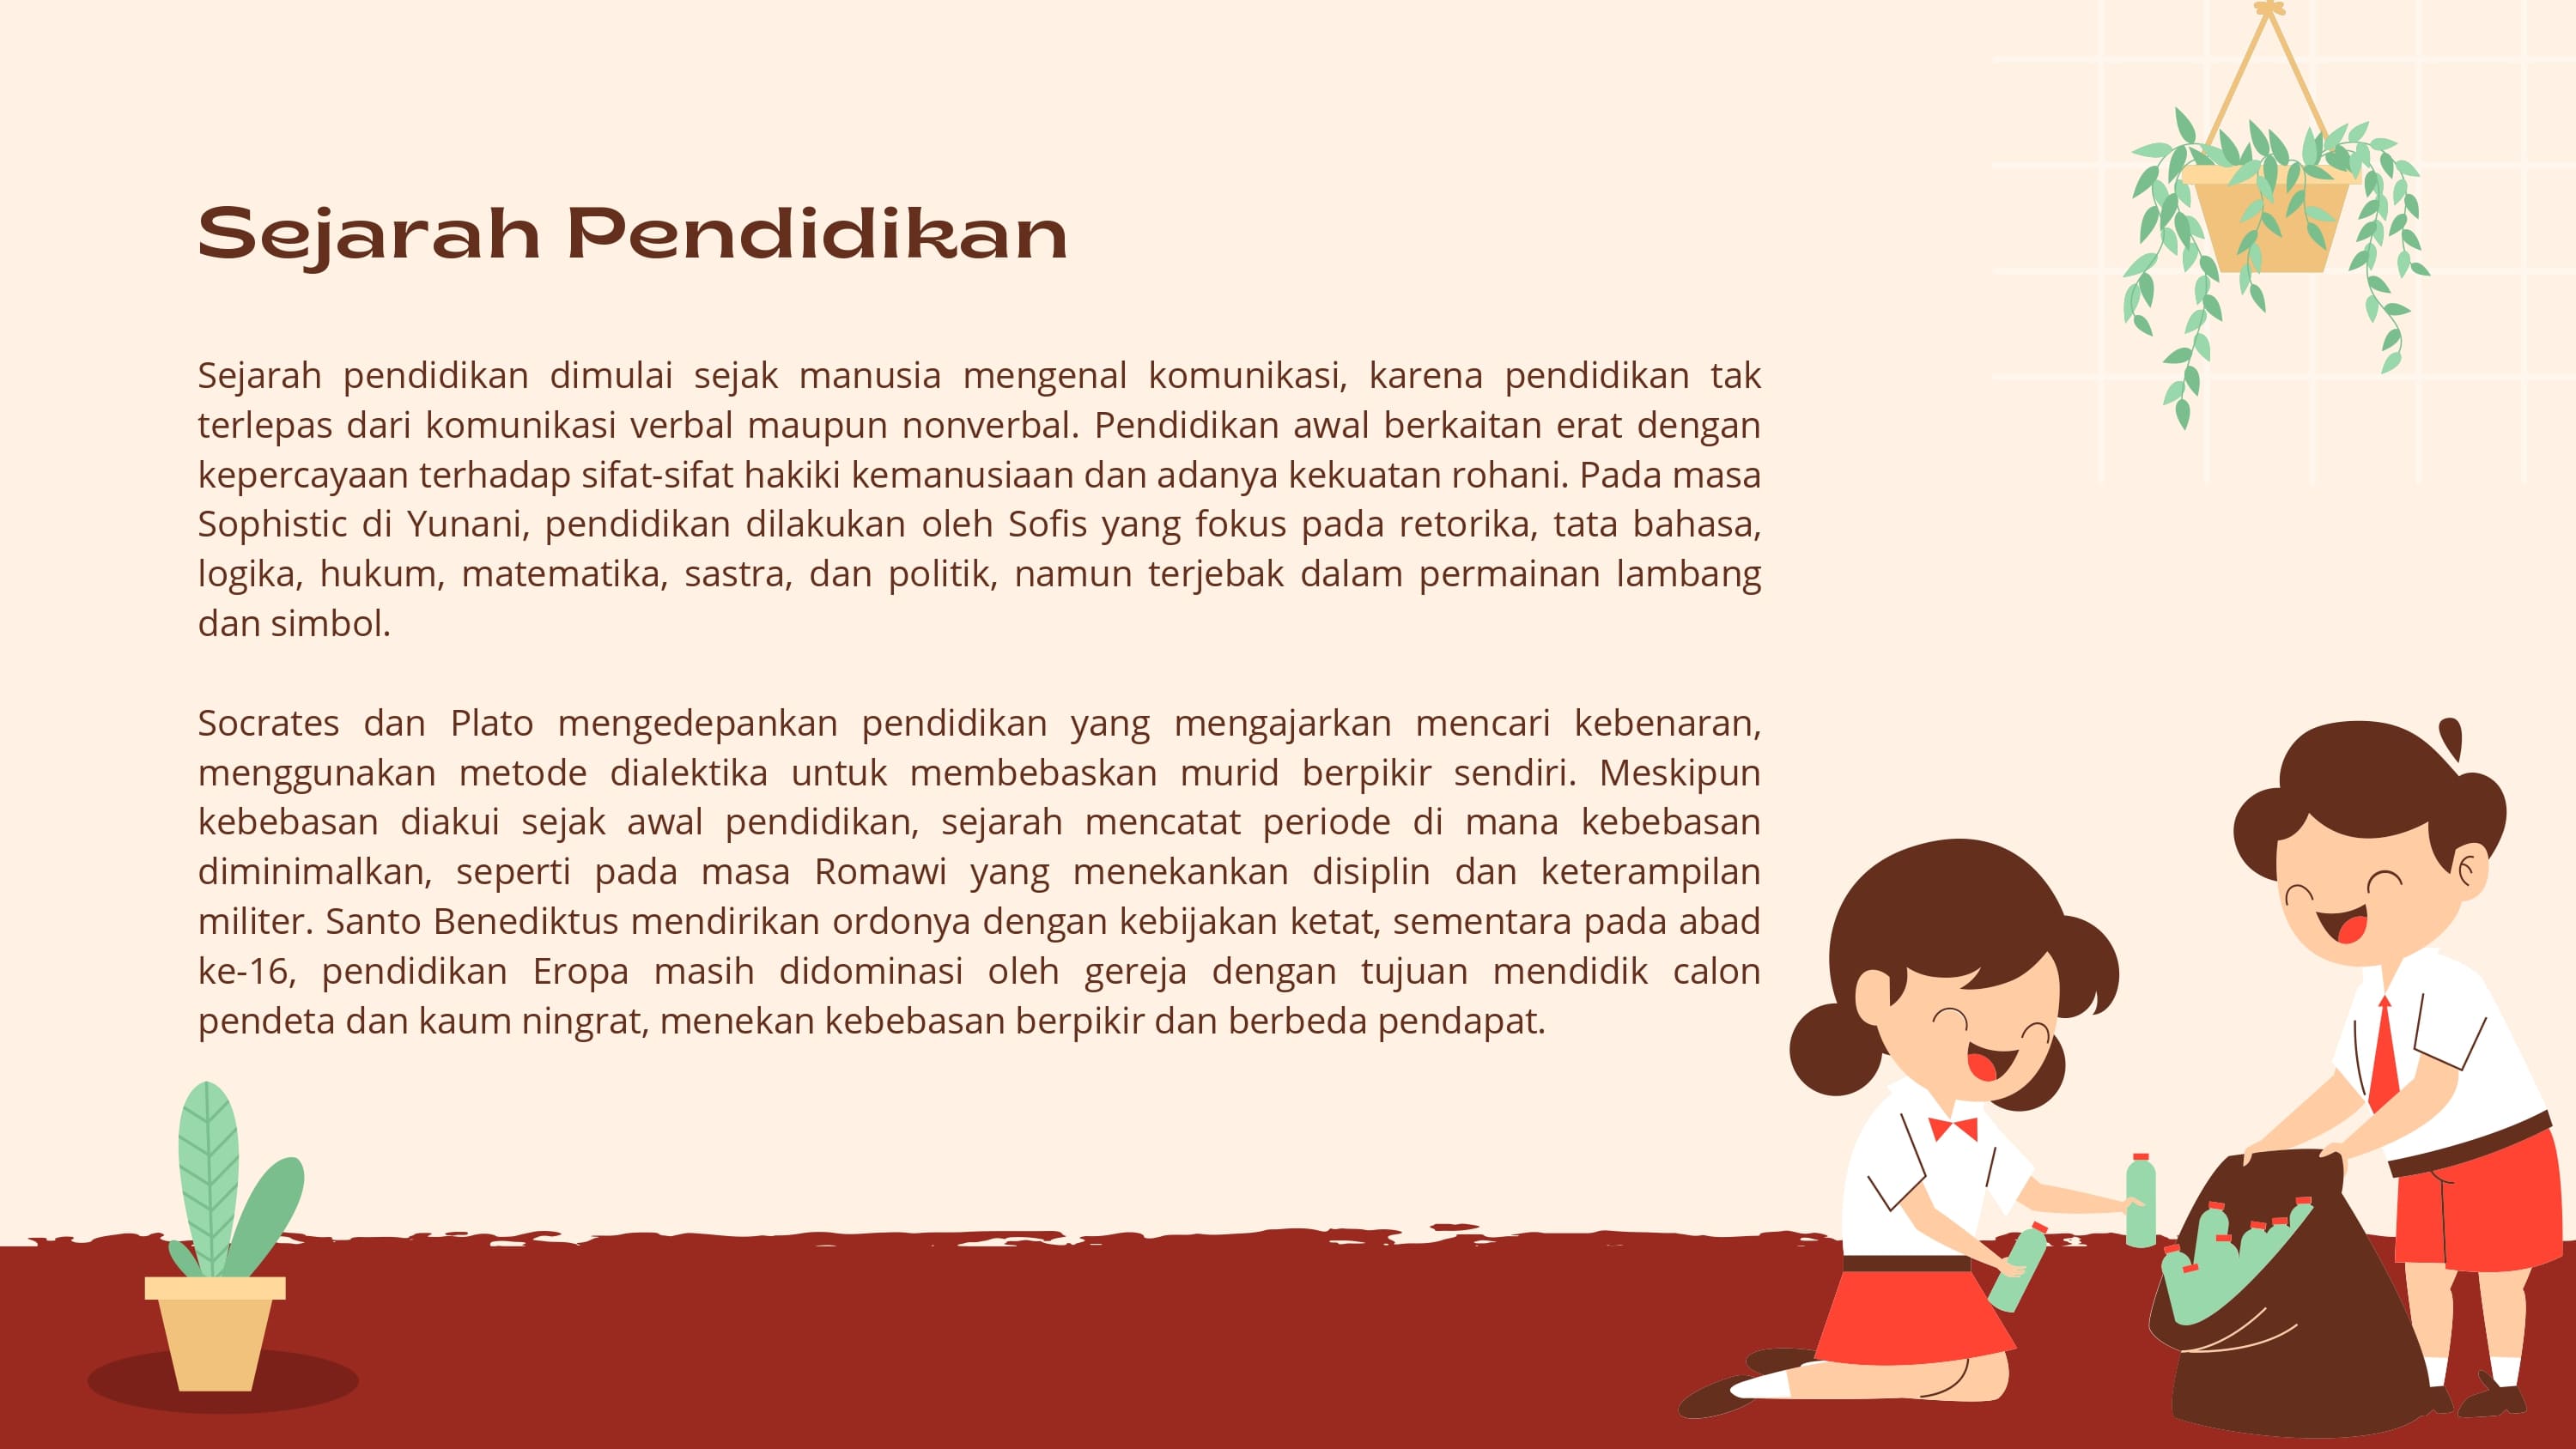 Sejarah Pendidikan
Sejarah pendidikan dimulai sejak manusia mengenal komunikasi, karena pendidikan tak
terlepas dari komunikasi verbal maupun nonverbal. Pendidikan awal berkaitan erat dengan
kepercayaan terhadap sifat-sifat hakiki kemanusiaan dan adanya kekuatan rohani. Pada masa
Sophistic di Yunani, pendidikan dilakukan oleh Sofis yang fokus pada retorika, tata bahasa,
logika, hukum, matematika, sastra, dan politik, namun terjebak dalam permainan lambang
dan simbol.
Socrates dan Plato mengedepankan pendidikan yang mengajarkan mencari kebenaran,
menggunakan metode dialektika untuk membebaskan murid berpikir sendiri. Meskipun
kebebasan diakui sejak awal pendidikan, sejarah mencatat periode di mana kebebasan
diminimalkan, seperti pada masa Romawi yang menekankan disiplin dan keterampilan
militer. Santo Benediktus mendirikan ordonya dengan kebijakan ketat, sementara pada abad
ke-16, pendidikan Eropa masih didominasi oleh gereja dengan tujuan mendidik calon
pendeta dan kaum ningrat, menekan kebebasan berpikir dan berbeda pendapat.